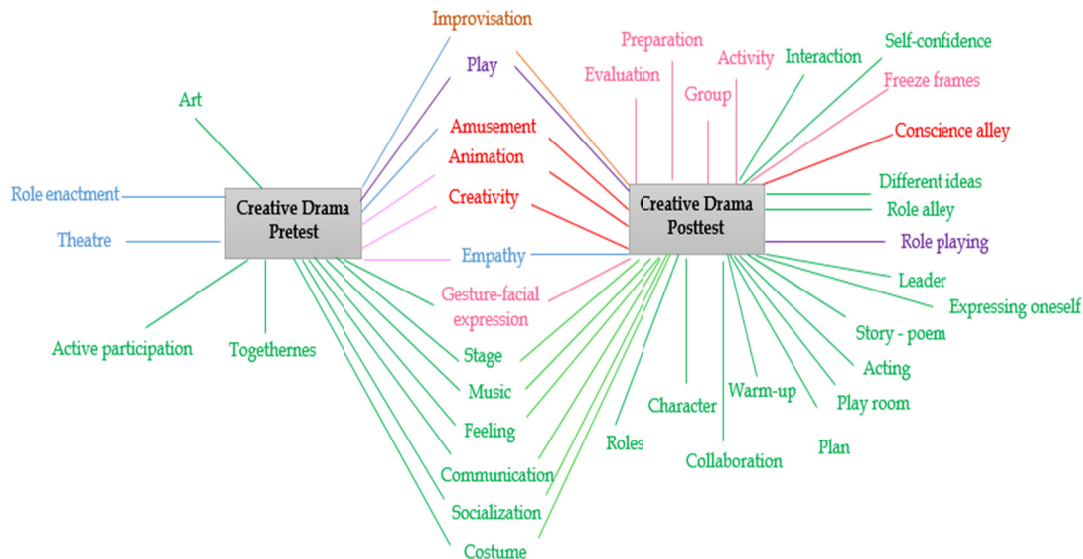 Improvisation
Play
Amusement
Animation
Creativity
Empathy
Gesture-facial
expression
Stage
Music
Feeling
Communication
Socialization
Costume
Art
Role enactment
Theatre
Creative Drama
Pretest
Active participation
Togethernes
Preparation
Evaluation
Group
Activity
Interaction
Self-confidence
Freeze frames
Conscience alley
Different ideas
Role alley
Role playing
Creative Drama
Posttest
Leader
Expressing oneself
Story - poem
Acting
Play room
Plan
Warm-up
Character
Collaboration
Roles